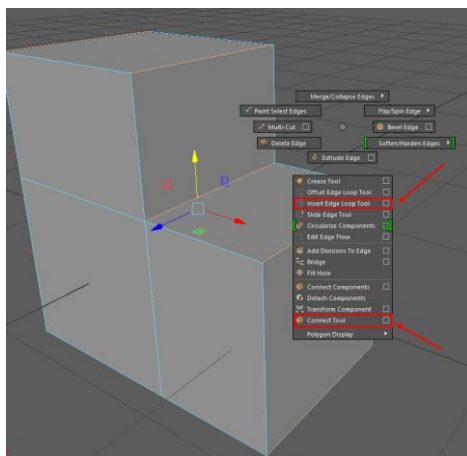 Merge/Collapse Edges
Paint Select Edges
Flip/Spin Edge
Multi-Cut
Bevel Edge
Delete Edge
Soften/Harden Edges
Extrude Edge
Crease Tool
Offset Edge Loop Tool
Insert Edge Loop Tool
Slide Edge Tool
Circularize Components
Edit Edge Flow
Add Divisions To Edge
Bridge
Fill Hole
Connect Components
Detach Components
Transform Component
Connect Tool
Polygon Display